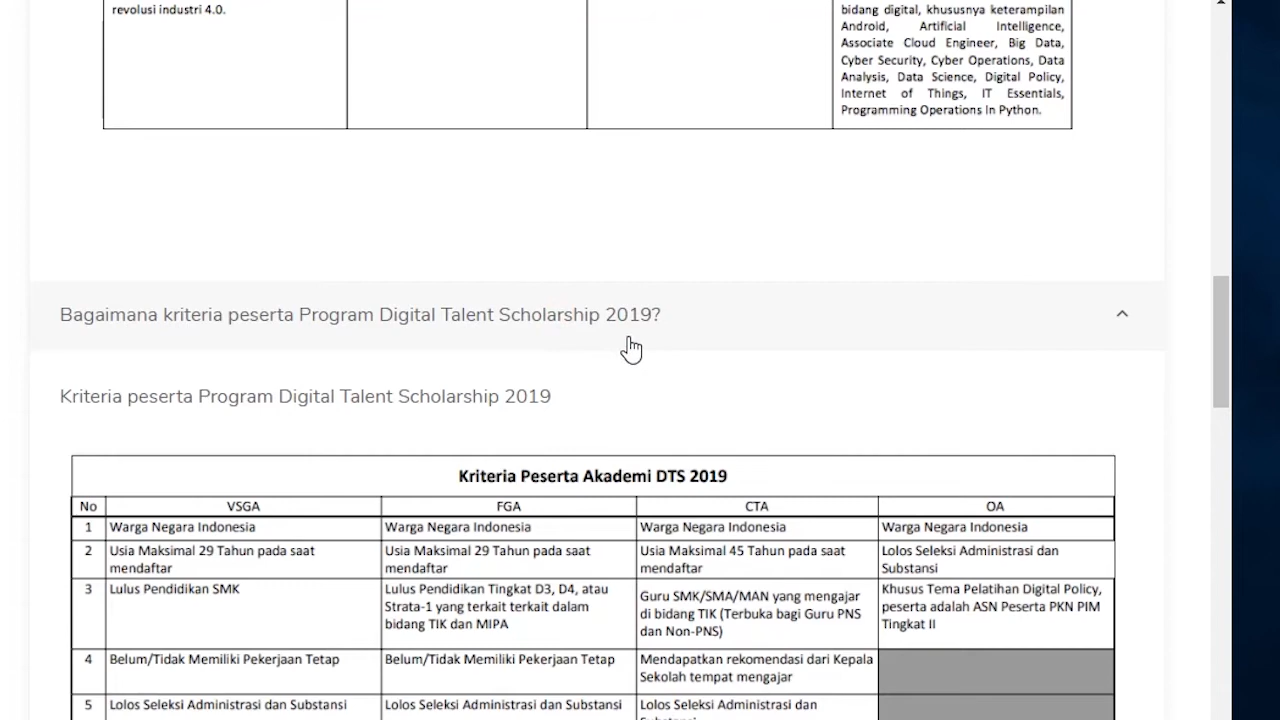 revolusi industri 4.0.
bidang digital, khususnya keterampilan
Android, Artificial Intelligence,
Associate Cloud Engineer, Big Data,
Cyber Security, Cyber Operations, Data
Analysis, Data Science, Digital Policy,
Internet of Things, IT Essentials,
Programming Operations In Python.
Bagaimana kriteria peserta Program Digital Talent Scholarship 2019?
Kriteria peserta Program Digital Talent Scholarship 2019
Kriteria Peserta Akademi DTS 2019
No VSGA FGA CTA OA
1 Warga Negara Indonesia Warga Negara Indonesia Warga Negara Indonesia Warga Negara Indonesia
2 Usia Maksimal 29 Tahun pada saat Usia Maksimal 29 Tahun pada saat Usia Maksimal 45 Tahun pada saat Lolos Seleksi Administrasi dan
mendaftar mendaftar mendaftar Substansi
3 Lulus Pendidikan SMK Lulus Pendidikan Tingkat D3, D4, atau Guru SMK/SMA/MAN yang mengajar Khusus Tema Pelatihan Digital Policy,
Strata-1 yang terkait terkait dalam di bidang TIK (Terbuka bagi Guru PNS peserta adalah ASN Peserta PKN PIM
bidang TIK dan MIPA dan Non-PNS) Tingkat II
4 Belum/Tidak Memiliki Pekerjaan Tetap Belum/Tidak Memiliki Pekerjaan Tetap Mendapatkan rekomendasi dari Kepala
Sekolah tempat mengajar
5 Lolos Seleksi Administrasi dan Substansi Lolos Seleksi Administrasi dan Substansi Lolos Seleksi Administrasi dan